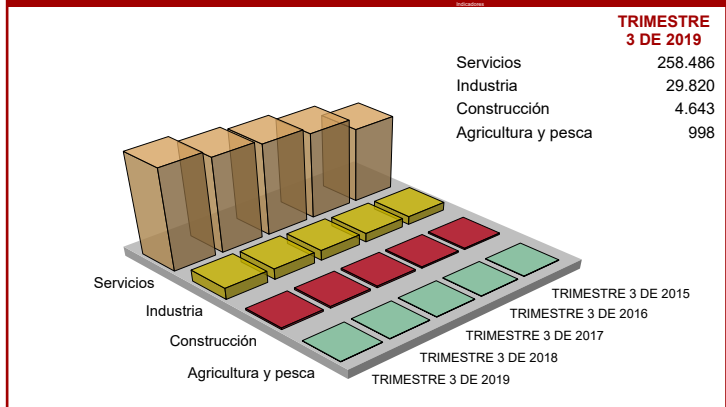 Indicadores
TRIMESTRE
3 DE 2019
Servicios 258.486
Industria 29.820
Construcción 4.643
Agricultura y pesca 998
Servicios
Industria
Construcción
Agricultura y pesca
TRIMESTRE 3 DE 2015
TRIMESTRE 3 DE 2016
TRIMESTRE 3 DE 2017
TRIMESTRE 3 DE 2018
TRIMESTRE 3 DE 2019